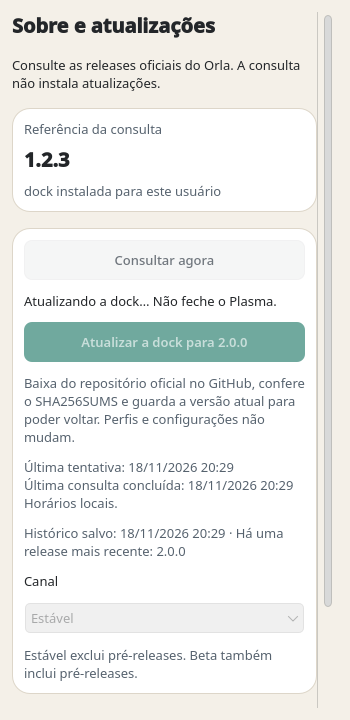 Sobre e atualizações
Consulte as releases oficiais do Orla. A consulta
não instala atualizações.
Referência da consulta
1.2.3
dock instalada para este usuário
Consultar agora
Atualizando a dock... Não feche o Plasma.
Atualizar a dock para 2.0.0
Baixa do repositório oficial no GitHub, confere
o SHA256SUMS e guarda a versão atual para
poder voltar. Perfis e configurações não
mudam.
Última tentativa: 18/11/2026 20:29
Última consulta concluída: 18/11/2026 20:29
Horários locais.
Histórico salvo: 18/11/2026 20:29 · Há uma
release mais recente: 2.0.0
Canal
Estável
Estável exclui pré-releases. Beta também
inclui pré-releases.